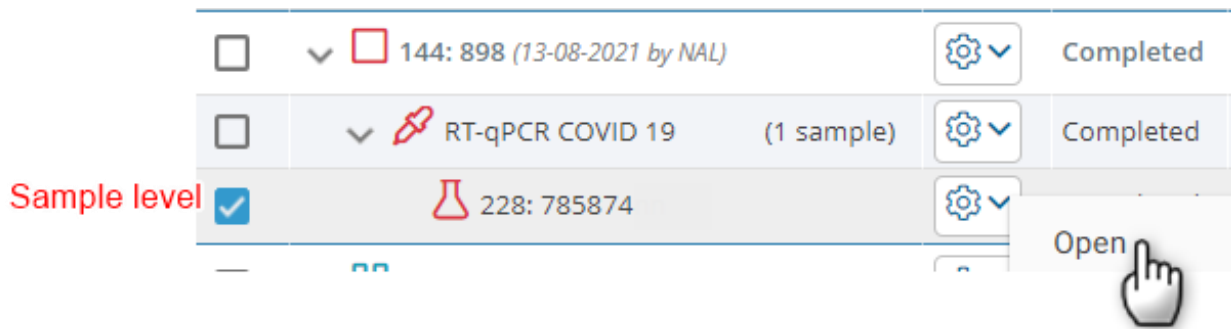 144: 898 (13-08-2021 by NAL) Completed
RT-qPCR COVID 19 (1 sample) Completed
Sample level 228: 785874
Open